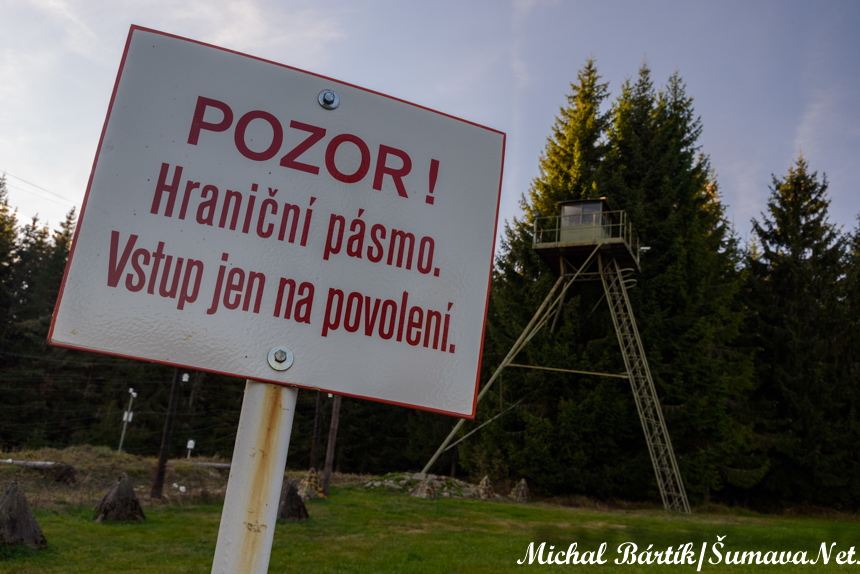 POZOR !
Hraniční pásmo.
Vstup jen na povolení.
Michal Bártík/ŠumavaNet.